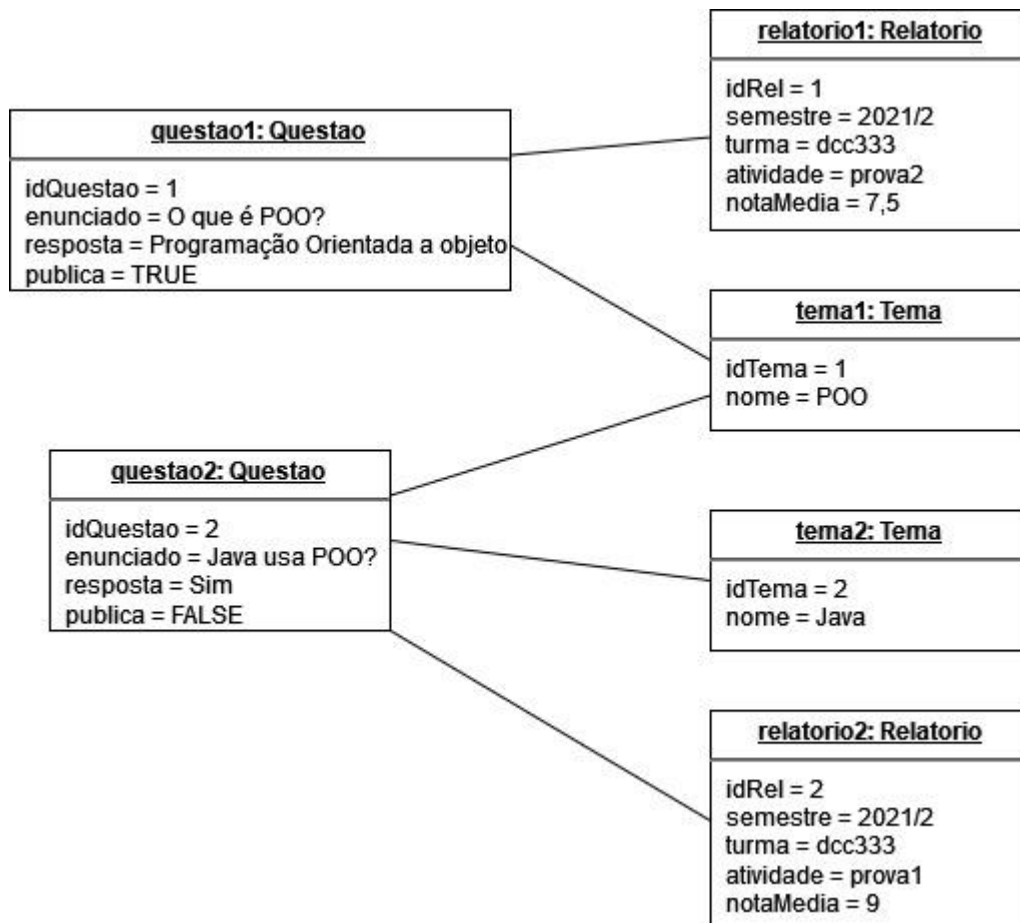 relatorio1: Relatorio
idRel = 1
semestre = 2021/2
turma = dcc333
atividade = prova2
notaMedia = 7,5
questao1: Questao
idQuestao = 1
enunciado = O que é POO?
resposta = Programação Orientada a objeto
publica = TRUE
tema1: Tema
idTema = 1
nome = POO
questao2: Questao
idQuestao = 2
enunciado = Java usa POO?
resposta = Sim
publica = FALSE
tema2: Tema
idTema = 2
nome = Java
relatorio2: Relatorio
idRel = 2
semestre = 2021/2
turma = dcc333
atividade = prova1
notaMedia = 9